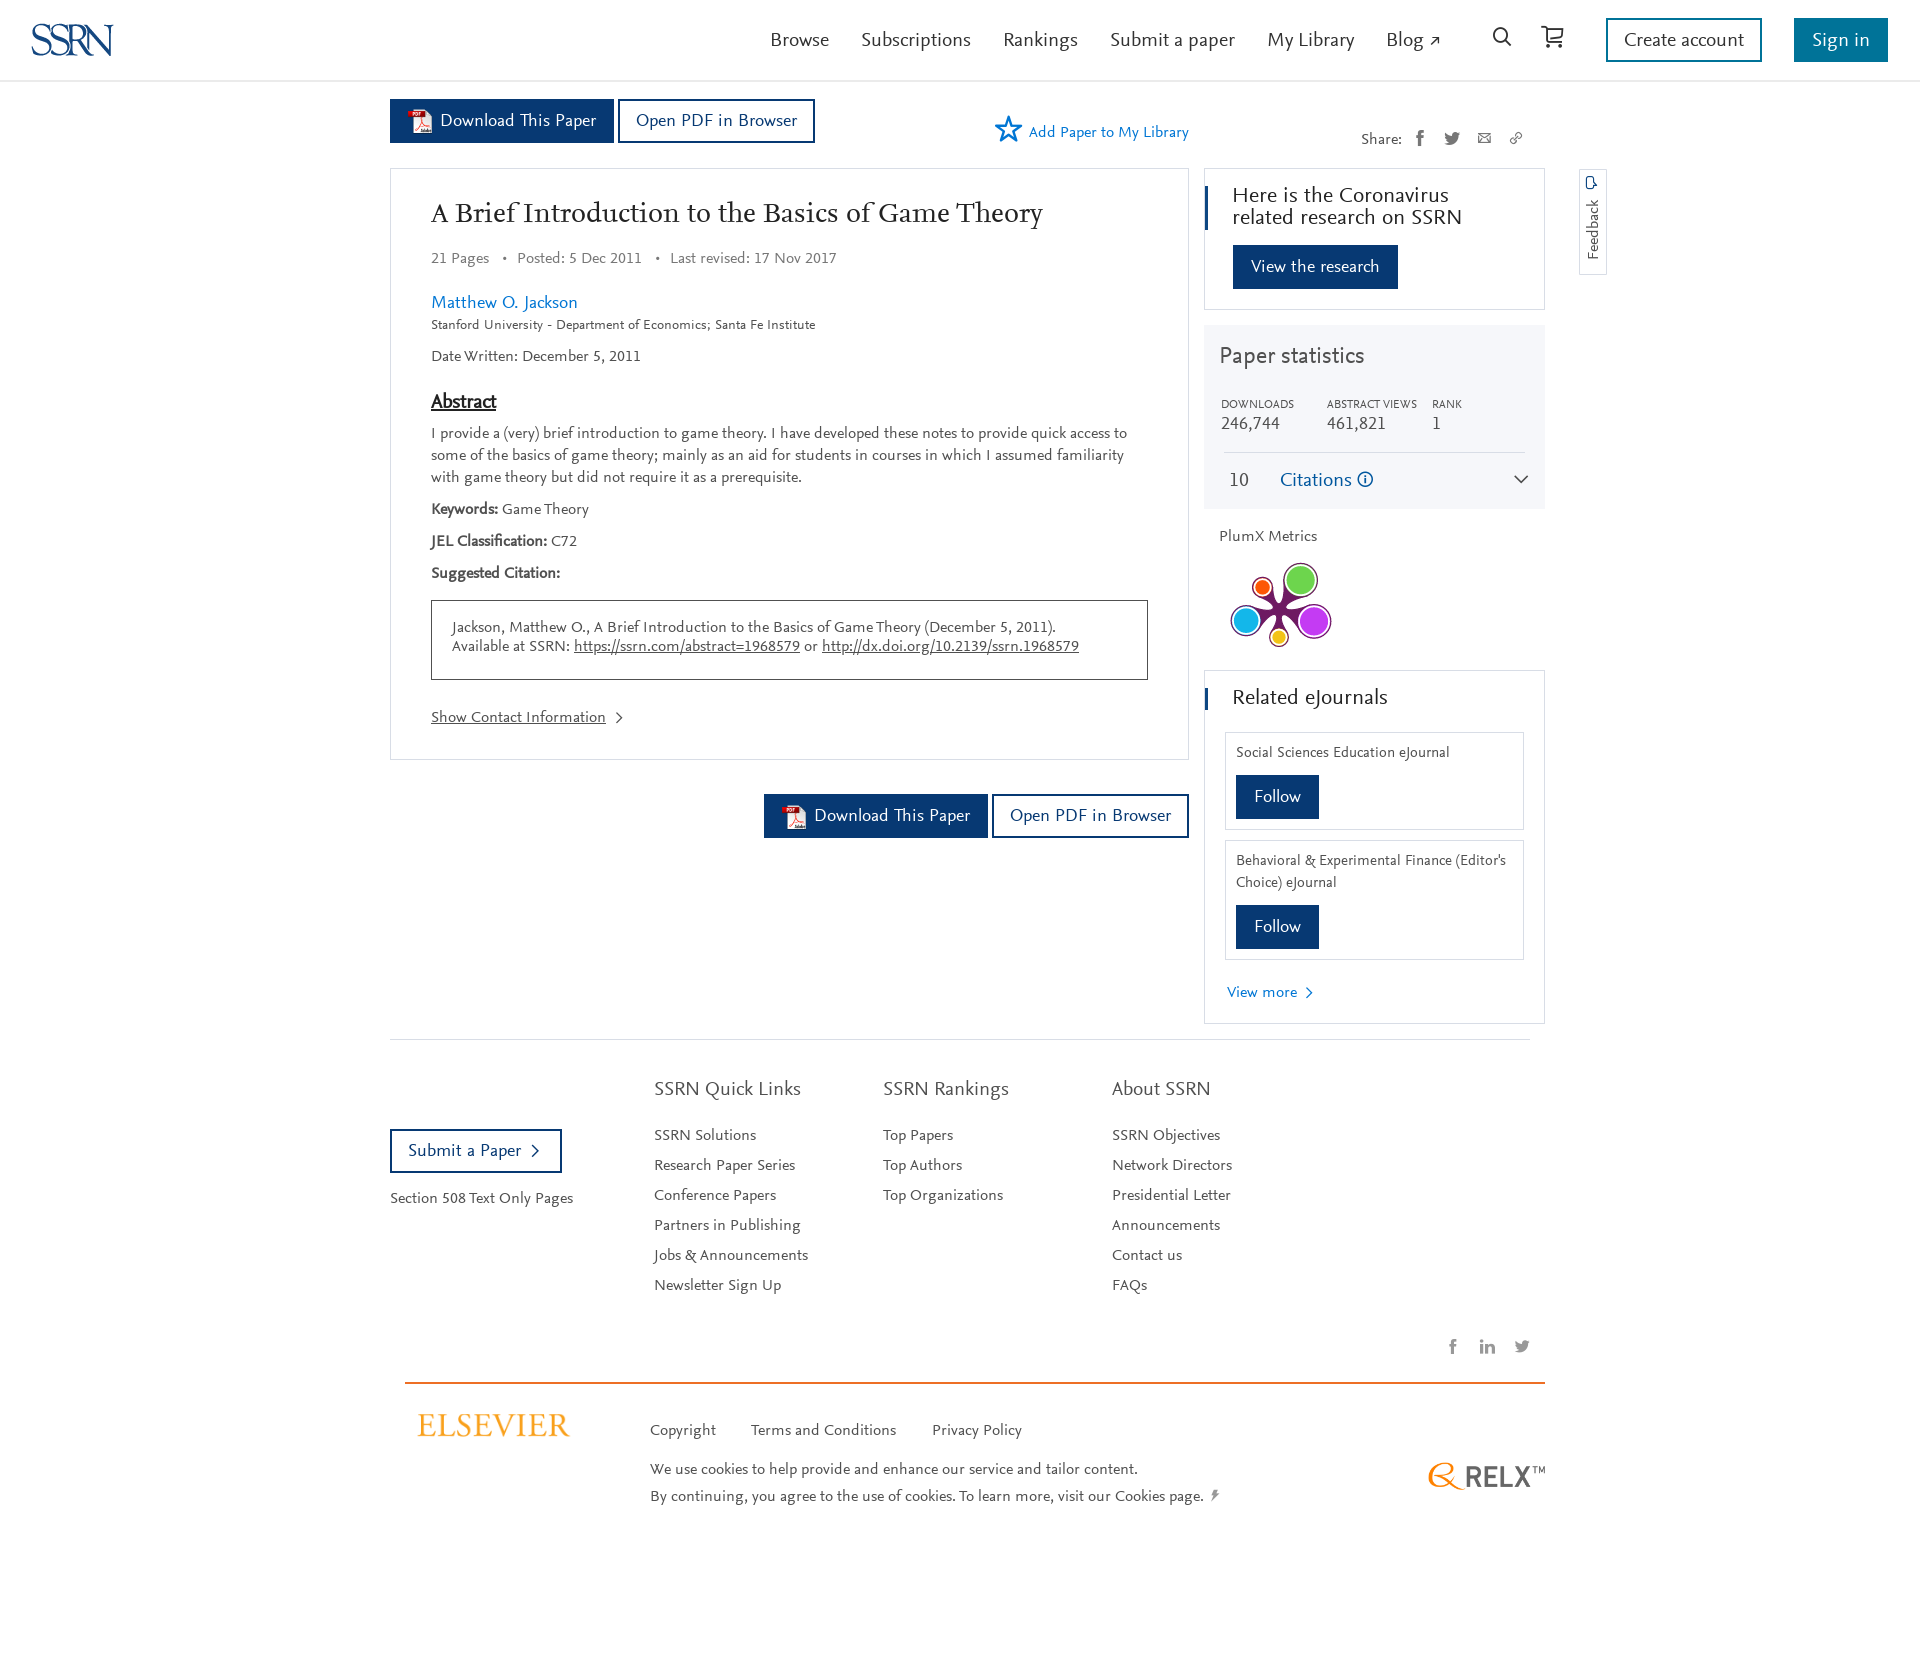 SSRN
Browse Subscriptions Rankings Submit a paper My Library Blog Create account Sign in
Download This Paper Open PDF in Browser Add Paper to My Library Share:
A Brief Introduction to the Basics of Game Theory
21 Pages • Posted: 5 Dec 2011 • Last revised: 17 Nov 2017
Matthew O. Jackson
Stanford University - Department of Economics; Santa Fe Institute
Date Written: December 5, 2011
Abstract
I provide a (very) brief introduction to game theory. I have developed these notes to provide quick access to
some of the basics of game theory; mainly as an aid for students in courses in which I assumed familiarity
with game theory but did not require it as a prerequisite.
Keywords: Game Theory
JEL Classification: C72
Suggested Citation:
Jackson, Matthew O., A Brief Introduction to the Basics of Game Theory (December 5, 2011).
Available at SSRN: https://ssrn.com/abstract=1968579 or http://dx.doi.org/10.2139/ssrn.1968579
Show Contact Information
Download This Paper Open PDF in Browser
Here is the Coronavirus
related research on SSRN
View the research
Feedback
Paper statistics
DOWNLOADS ABSTRACT VIEWS RANK
246,744 461,821 1
10 Citations
PlumX Metrics
Related eJournals
Social Sciences Education eJournal
Follow
Behavioral & Experimental Finance (Editor's
Choice) eJournal
Follow
View more
Submit a Paper
Section 508 Text Only Pages
SSRN Quick Links
SSRN Solutions
Research Paper Series
Conference Papers
Partners in Publishing
Jobs & Announcements
Newsletter Sign Up
SSRN Rankings
Top Papers
Top Authors
Top Organizations
About SSRN
SSRN Objectives
Network Directors
Presidential Letter
Announcements
Contact us
FAQs
ELSEVIER
Copyright Terms and Conditions Privacy Policy
We use cookies to help provide and enhance our service and tailor content.
By continuing, you agree to the use of cookies. To learn more, visit our Cookies page.
RELX™